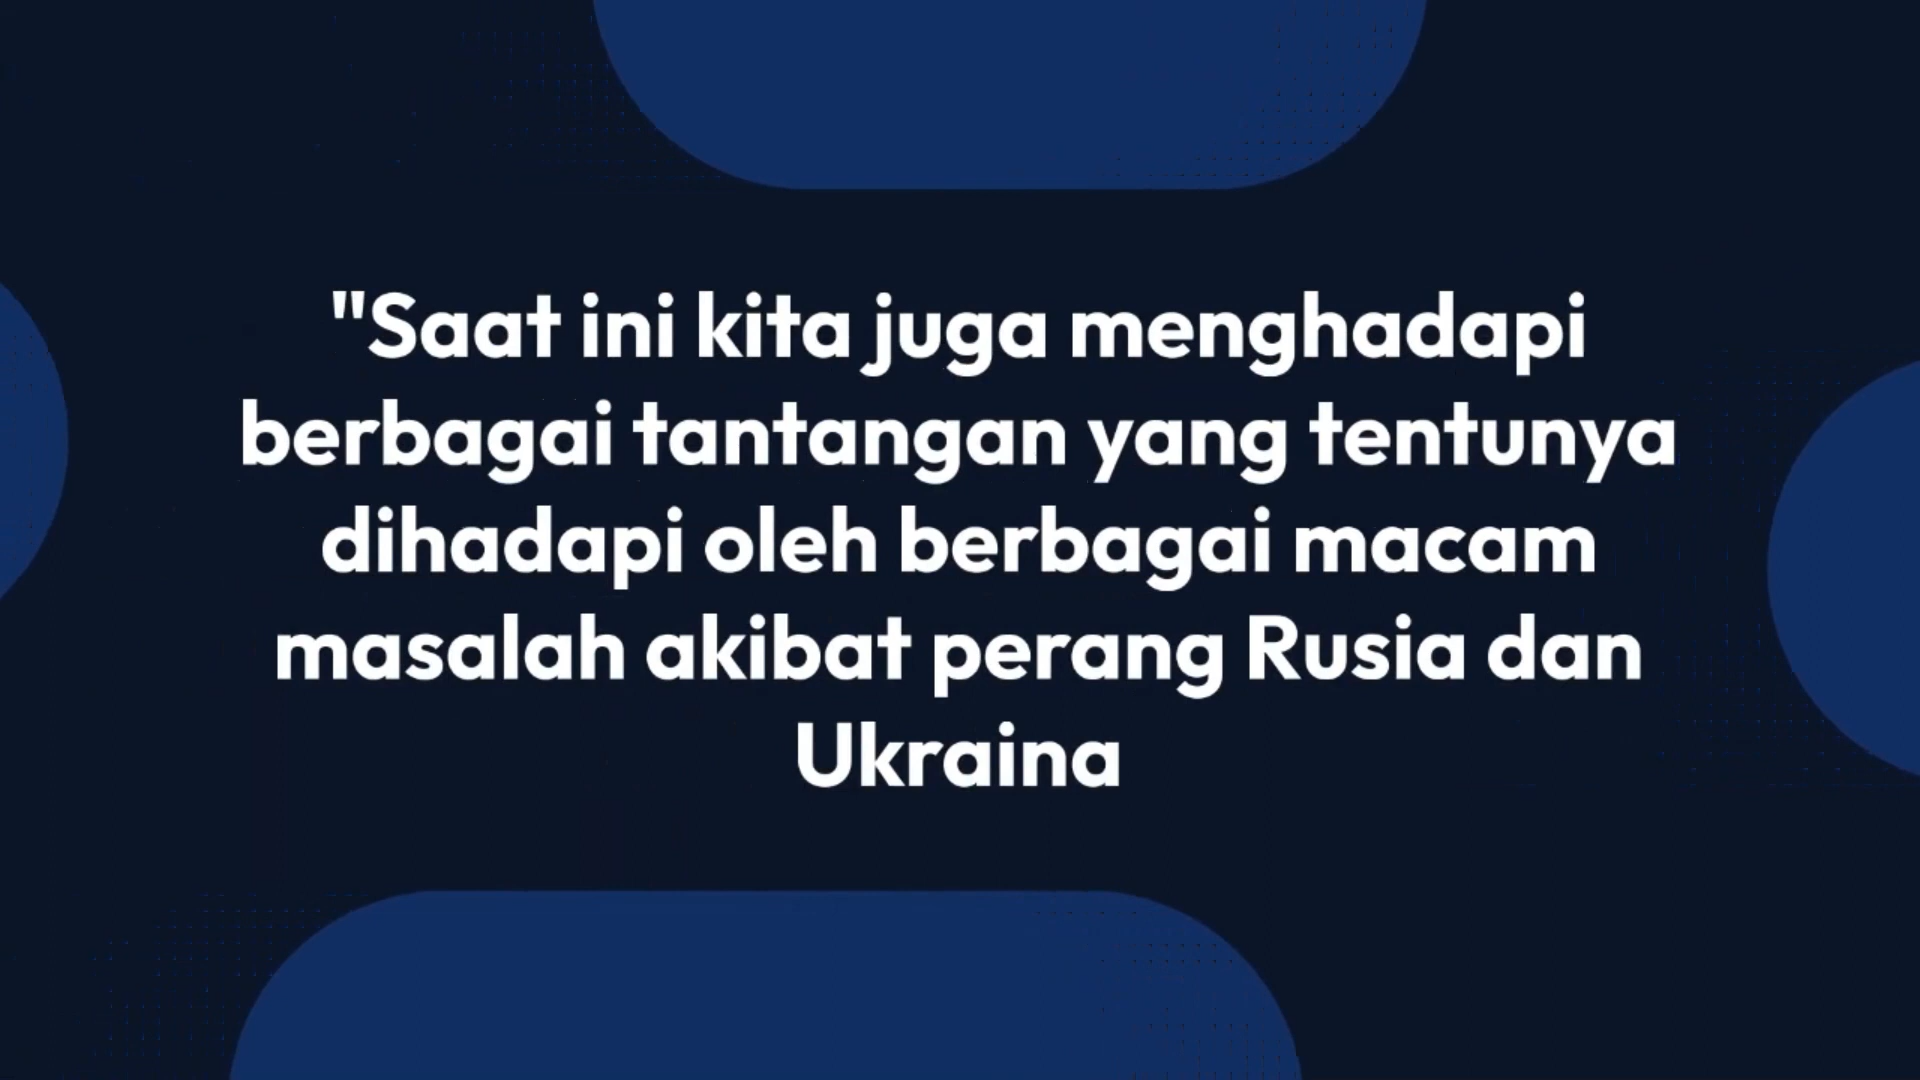 "Saat ini kita juga menghadapi
berbagai tantangan yang tentunya
dihadapi oleh berbagai macam
masalah akibat perang Rusia dan
Ukraina